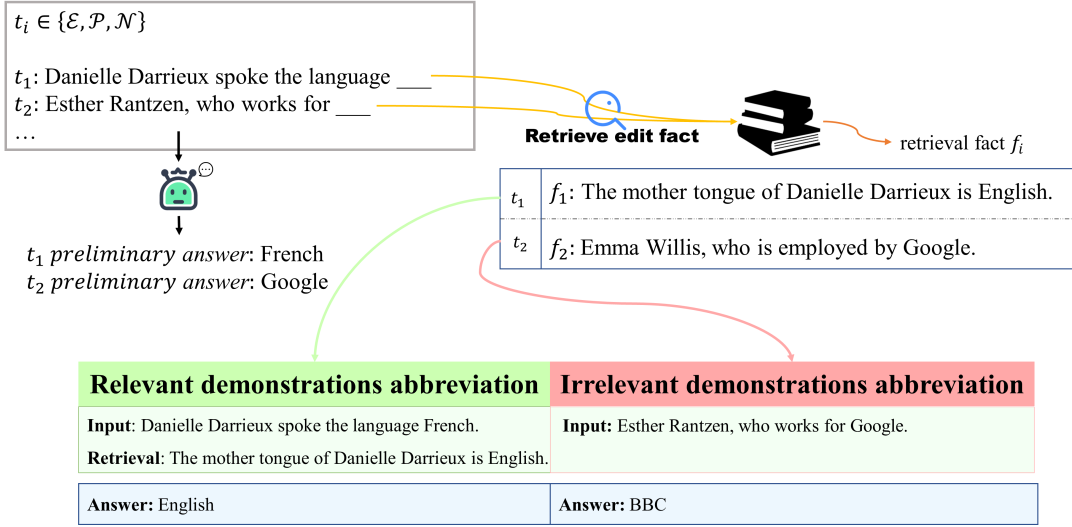 t_i ∈ {ℰ, 𝒫, 𝒩}
t_1: Danielle Darrieux spoke the language ___
t_2: Esther Rantzen, who works for ___
...
Retrieve edit fact
retrieval fact f_i
t_1 f_1: The mother tongue of Danielle Darrieux is English.
t_2 f_2: Emma Willis, who is employed by Google.
t_1 preliminary answer: French
t_2 preliminary answer: Google
Relevant demonstrations abbreviation
Irrelevant demonstrations abbreviation
Input: Danielle Darrieux spoke the language French.
Retrieval: The mother tongue of Danielle Darrieux is English.
Input: Esther Rantzen, who works for Google.
Answer: English
Answer: BBC